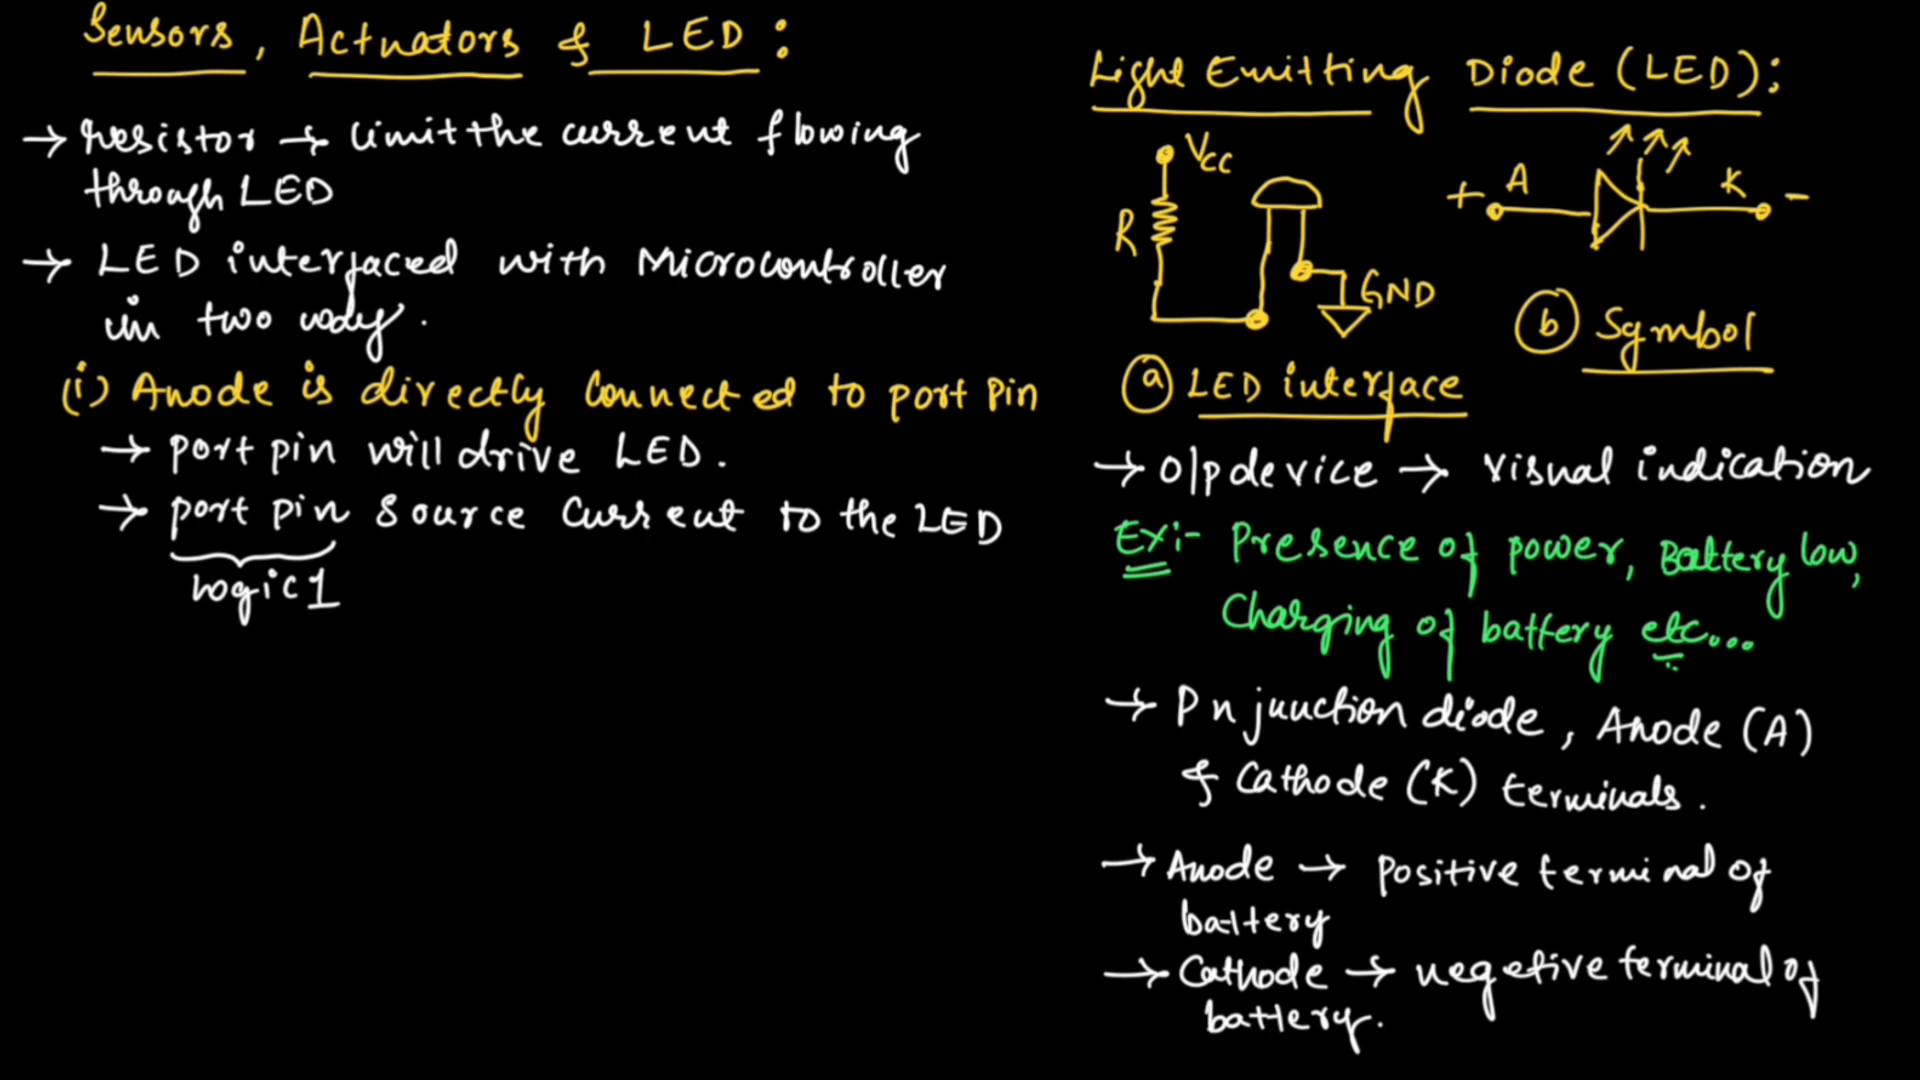 Sensors, Actuators & LED:
→ Resistor → limit the current flowing
through LED
→ LED interfaced with Microcontroller
in two ways.
(i) Anode is directly connected to port pin
→ port pin will drive LED.
→ port pin source current to the LED
Logic 1
Light Emitting Diode (LED):
Vcc
R
GND
+ A K -
(a) LED interface
(b) Symbol
→ O/p device → visual indication
Ex:- Presence of power, Battery low,
Charging of battery etc...
→ Pn junction diode, Anode (A)
& Cathode (K) terminals.
→ Anode → positive terminal of
battery
→ Cathode → negetive terminal of
battery.